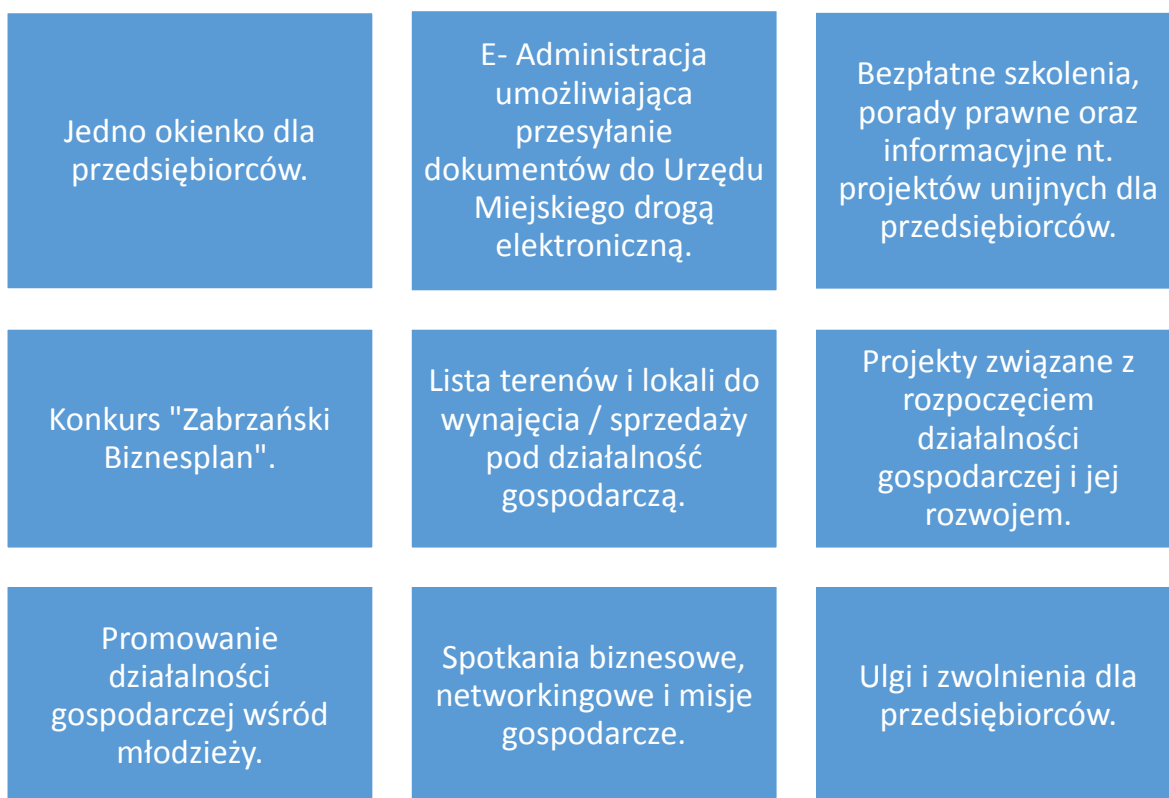 Jedno okienko dla
przedsiębiorców.
E- Administracja
umożliwiająca
przesyłanie
dokumentów do Urzędu
Miejskiego drogą
elektroniczną.
Bezpłatne szkolenia,
porady prawne oraz
informacyjne nt.
projektów unijnych dla
przedsiębiorców.
Konkurs "Zabrzański
Biznesplan".
Lista terenów i lokali do
wynajęcia / sprzedaży
pod działalność
gospodarczą.
Projekty związane z
rozpoczęciem
działalności
gospodarczej i jej
rozwojem.
Promowanie
działalności
gospodarczej wśród
młodzieży.
Spotkania biznesowe,
networkingowe i misje
gospodarcze.
Ulgi i zwolnienia dla
przedsiębiorców.